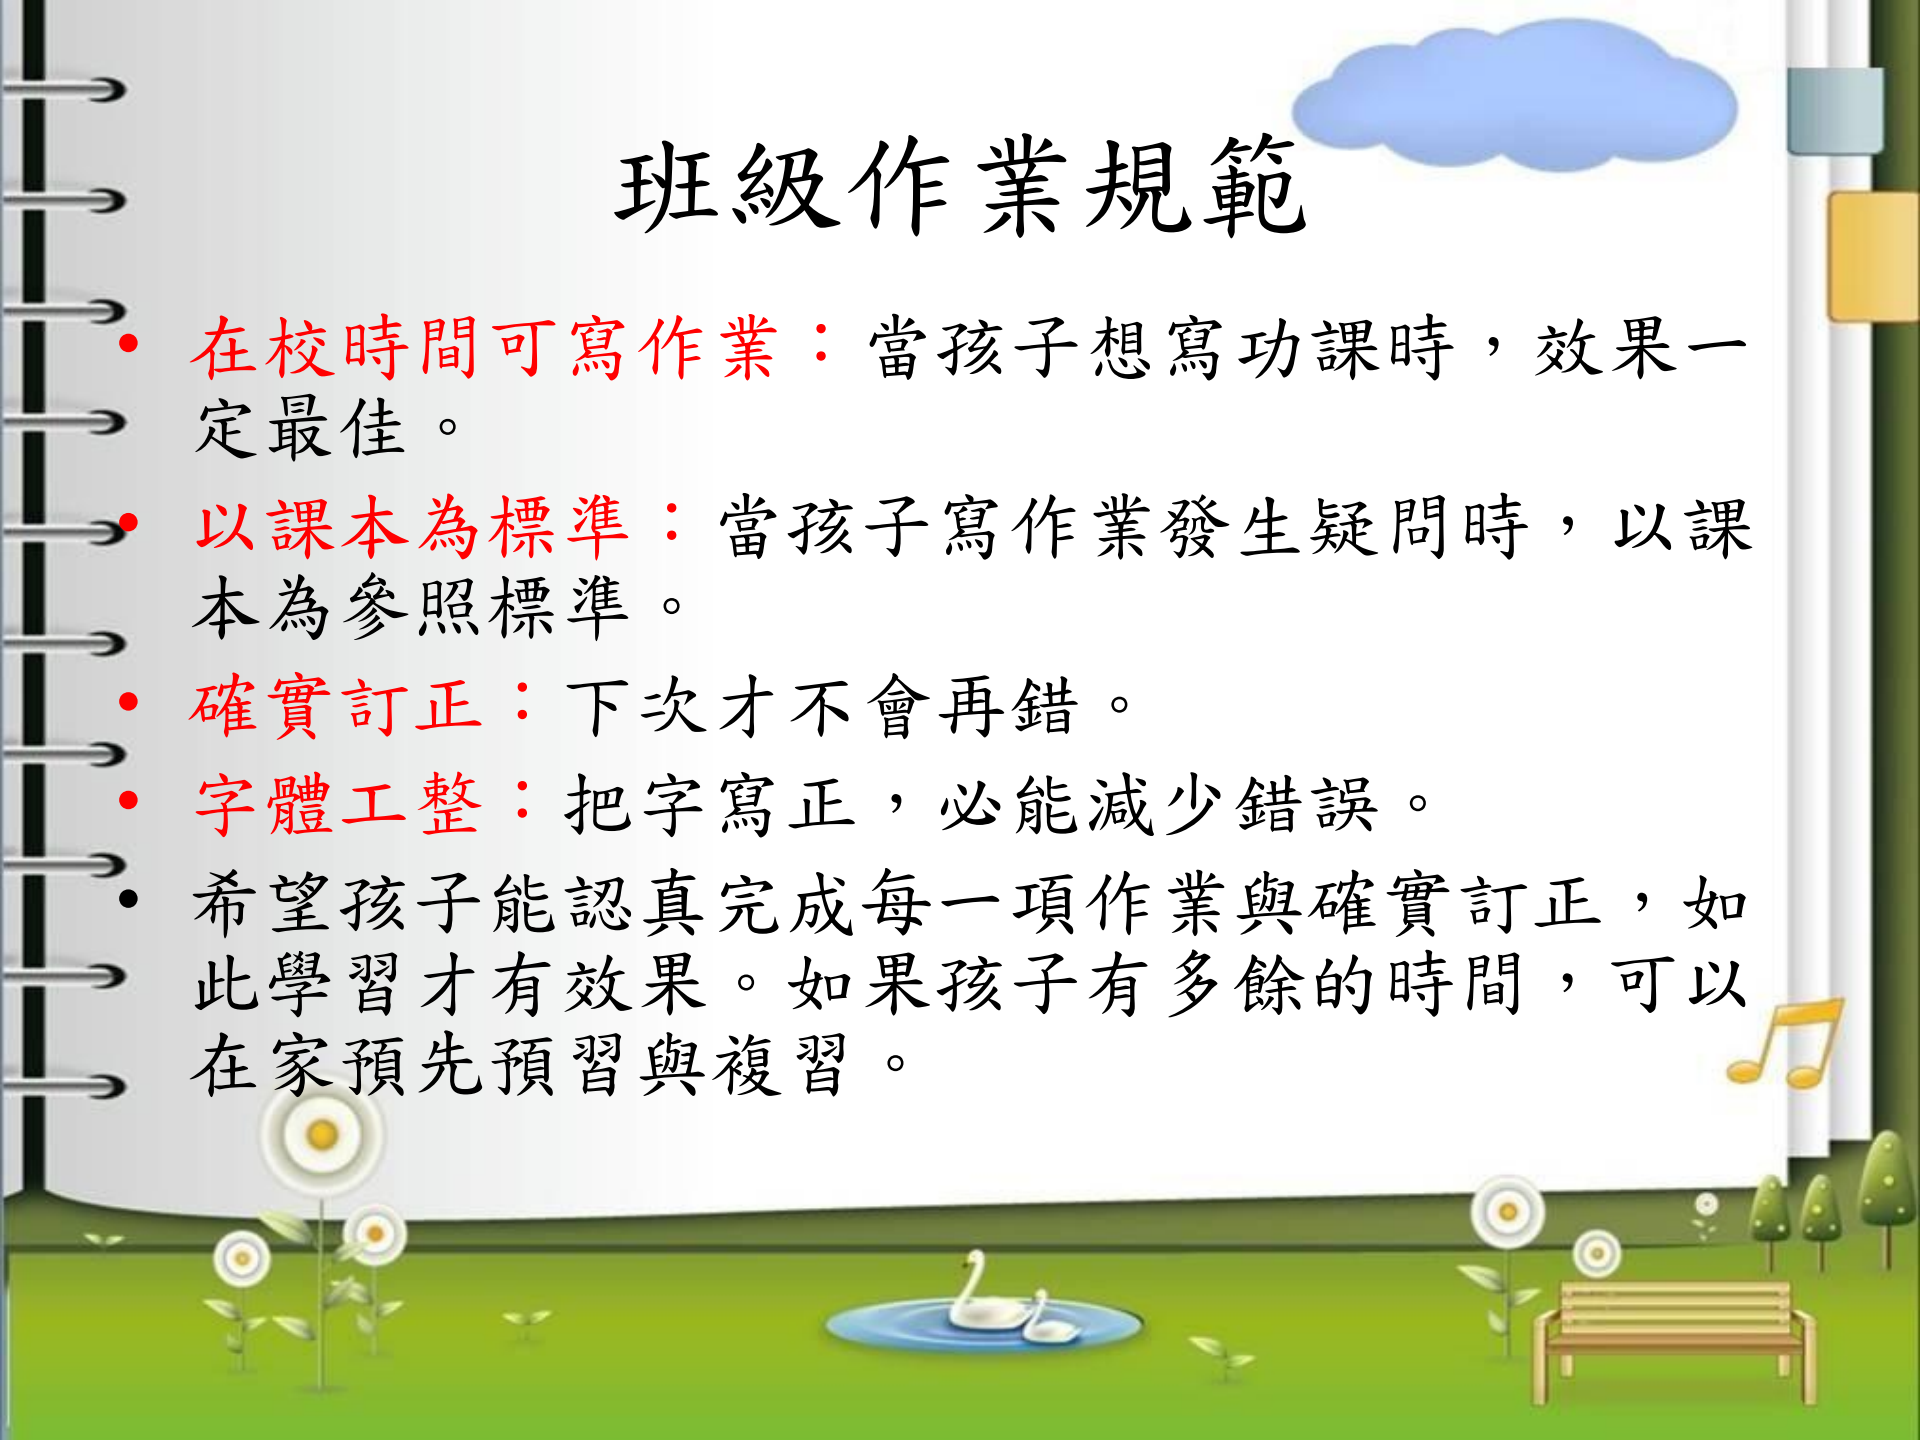 班級作業規範
• 在校時間可寫作業：當孩子想寫功課時，效果一
定最佳。
• 以課本為標準：當孩子寫作業發生疑問時，以課
本為參照標準。
• 確實訂正：下次才不會再錯。
• 字體工整：把字寫正，必能減少錯誤。
• 希望孩子能認真完成每一項作業與確實訂正，如
此學習才有效果。如果孩子有多餘的時間，可以
在家預先預習與複習。